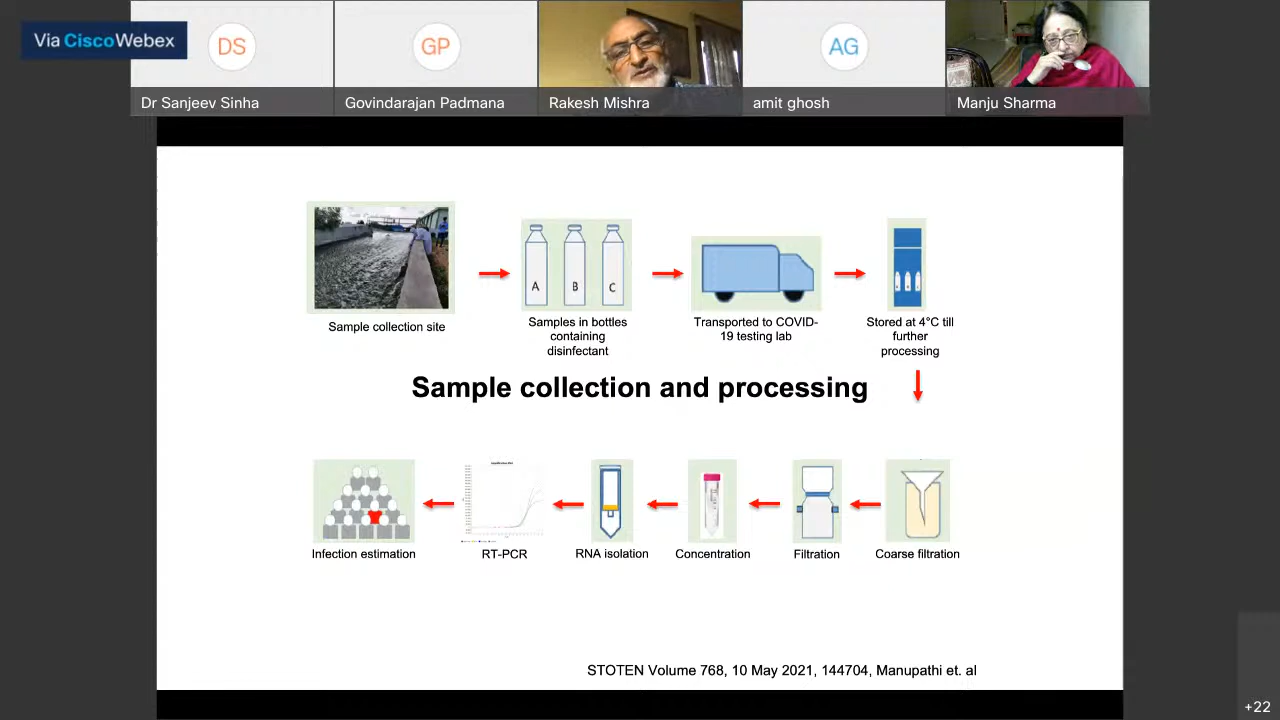 Via CiscoWebex
DS
GP
AG
Dr Sanjeev Sinha
Govindarajan Padmana
Rakesh Mishra
amit ghosh
Manju Sharma
A
B
C
Sample collection site
Samples in bottles
containing
disinfectant
Transported to COVID-
19 testing lab
Stored at 4°C till
further
processing
Sample collection and processing
Infection estimation
RT-PCR
RNA isolation
Concentration
Filtration
Coarse filtration
STOTEN Volume 768, 10 May 2021, 144704, Manupathi et. al
+22